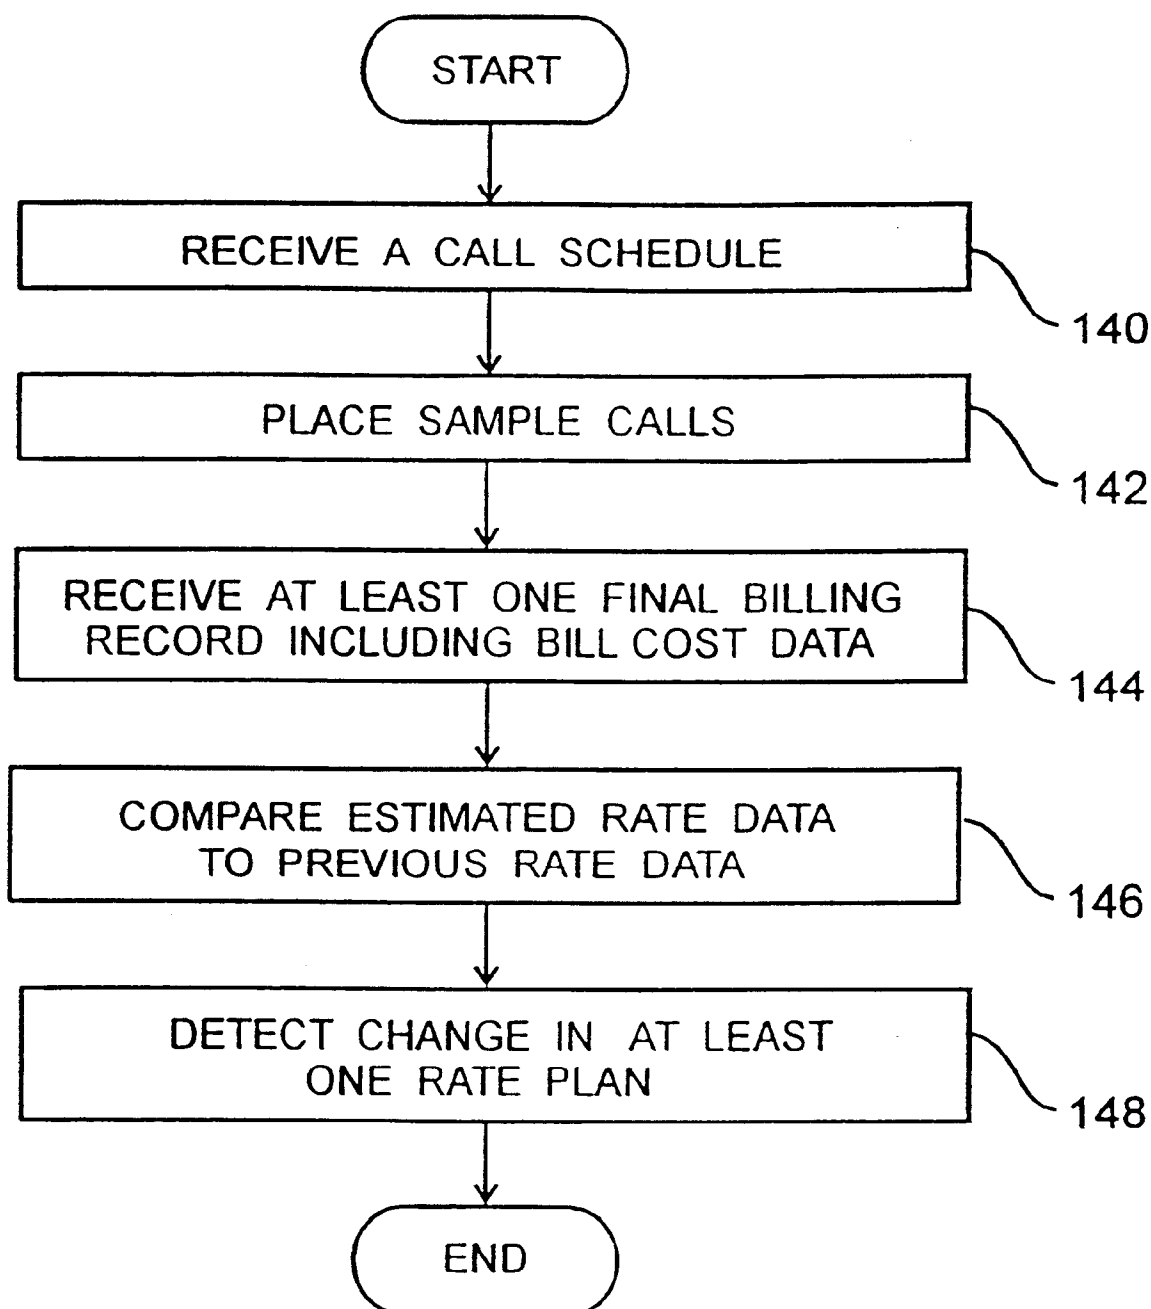 START
RECEIVE A CALL SCHEDULE
140
PLACE SAMPLE CALLS
142
RECEIVE AT LEAST ONE FINAL BILLING
RECORD INCLUDING BILL COST DATA
144
COMPARE ESTIMATED RATE DATA
TO PREVIOUS RATE DATA
146
DETECT CHANGE IN AT LEAST
ONE RATE PLAN
148
END